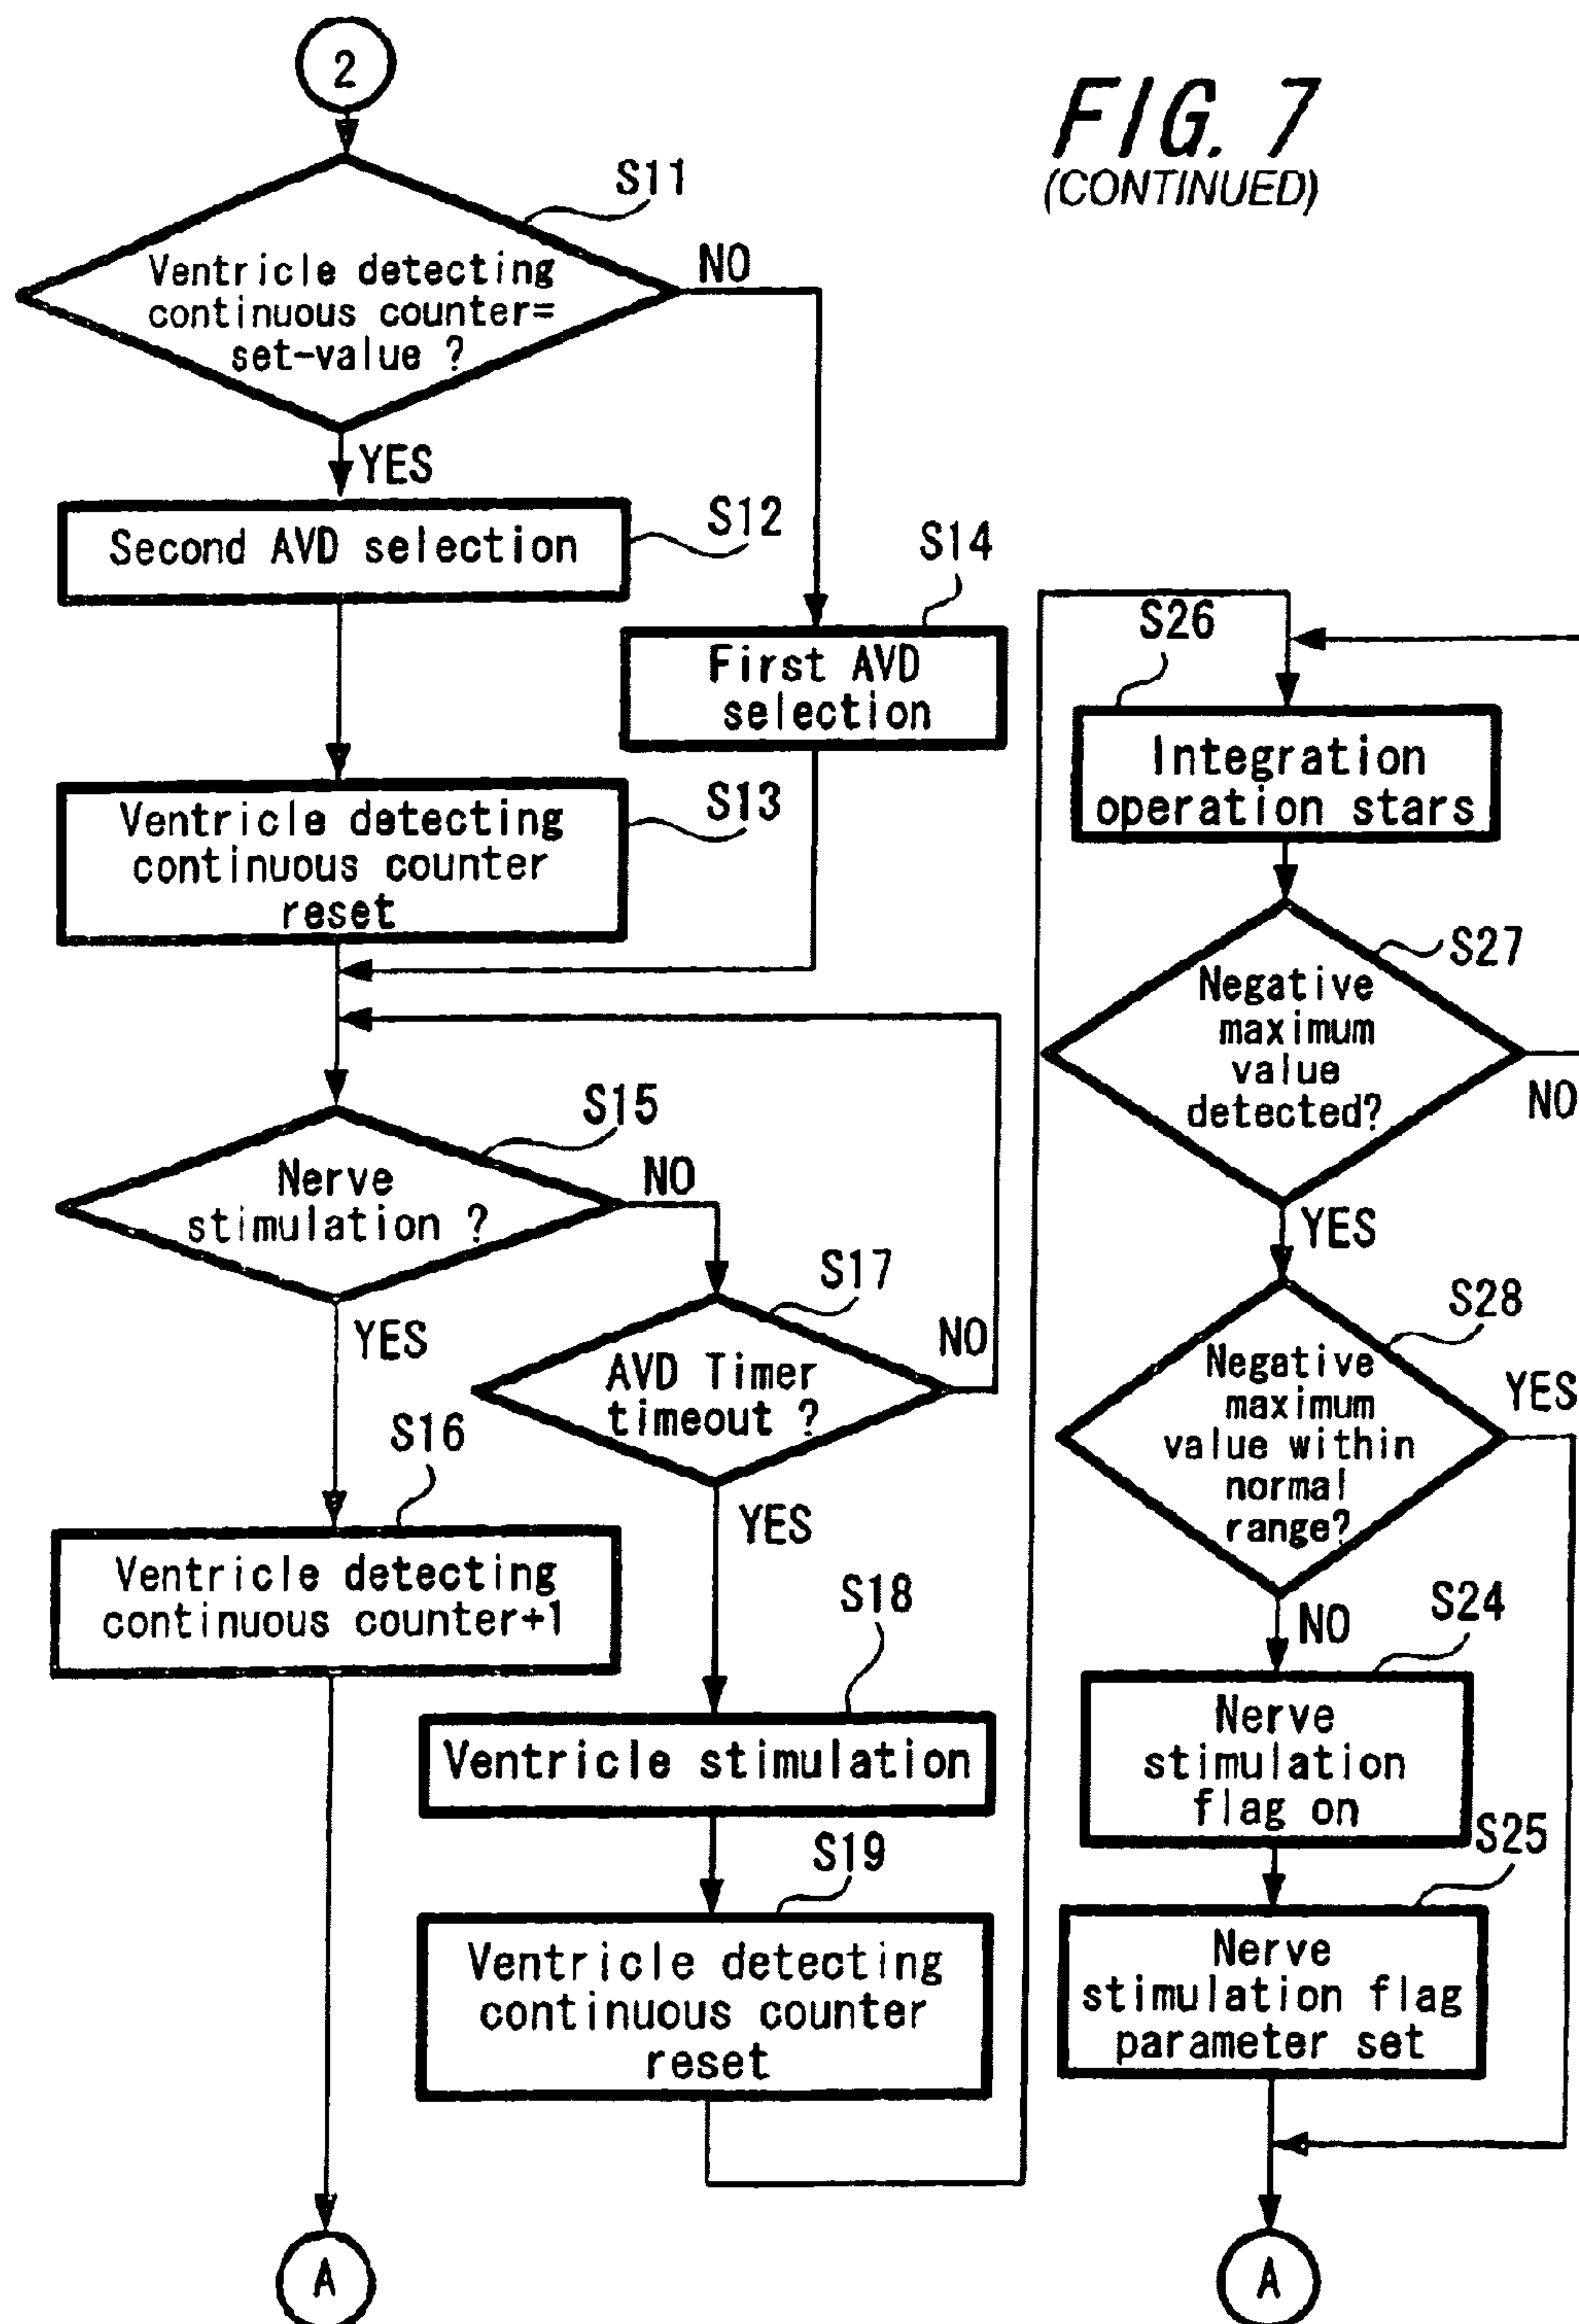 2
FIG. 7
(CONTINUED)
S11
Ventricle detecting
continuous counter=
set-value ?
NO
YES
Second AVD selection
S12
S14
First AVD
selection
Ventricle detecting
continuous counter
reset
S13
S15
Nerve
stimulation ?
NO
YES
S17
AVD Timer
timeout ?
NO
YES
S16
Ventricle detecting
continuous counter+1
S18
Ventricle stimulation
S19
Ventricle detecting
continuous counter
reset
A
S26
Integration
operation stars
S27
Negative
maximum
value
detected?
NO
YES
S28
Negative
maximum
value within
normal
range?
YES
NO
S24
Nerve
stimulation
flag on
S25
Nerve
stimulation flag
parameter set
A